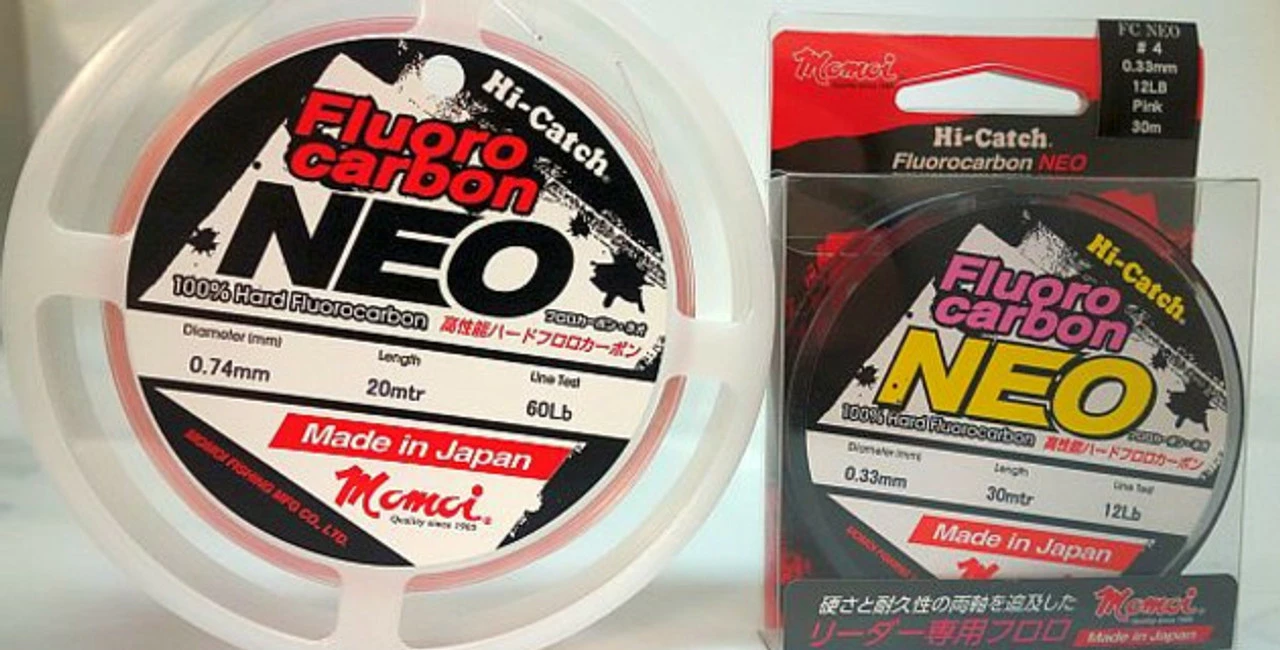 Hi-Catch.
Fluoro
carbon
NEO
100% Hard Fluorocarbon
フロロカーボン・ネオ
高性能ハードフロロカーボン
Diameter (mm)
Length
Line Test
0.74mm
20mtr
60Lb
Made in Japan
Momoi®
Quality since 1905
MOMOI FISHING MFG CO., LTD.
Momoi
FC NEO
# 4
0.33mm
12LB
Pink
30m
Hi-Catch.
Fluorocarbon NEO
Hi-Catch.
Fluoro
carbon
NEO
100% Hard Fluorocarbon
フロロカーボン・ネオ
高性能ハードフロロカーボン
Diameter (mm)
Length
Line Test
0.33mm
30mtr
12Lb
Made in Japan
MOMOI FISHING
硬さと耐久性の両軸を追及した
リーダー専用フロロ
Momoi®
Made in Japan